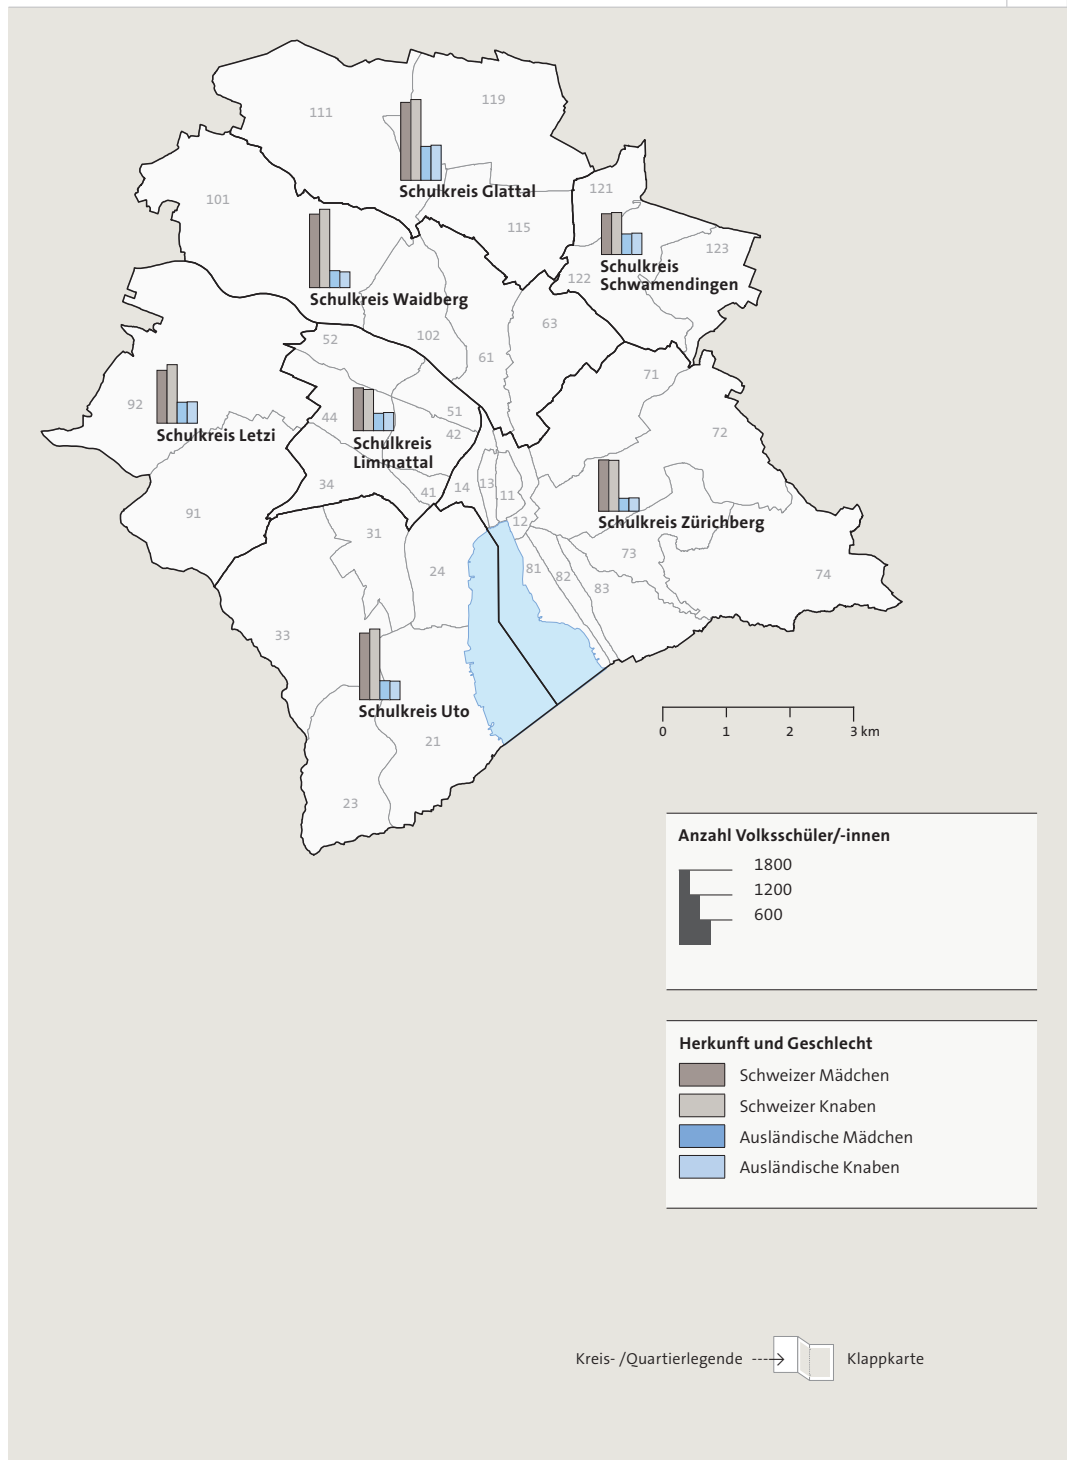 119
111
Schulkreis Glattal
121
101
115
123
Schulkreis
Schwamendingen
122
Schulkreis Waidberg
63
102
52
61
71
92
51
44
42
72
Schulkreis Letzi
Schulkreis
Limmattal
34
41
14
13
11
91
12
Schulkreis Zürichberg
31
73
24
81
82
83
74
33
Schulkreis Uto
21
23
0 1 2 3 km
Anzahl Volksschüler/-innen
1800
1200
600
Herkunft und Geschlecht
Schweizer Mädchen
Schweizer Knaben
Ausländische Mädchen
Ausländische Knaben
Kreis- /Quartierlegende
Klappkarte